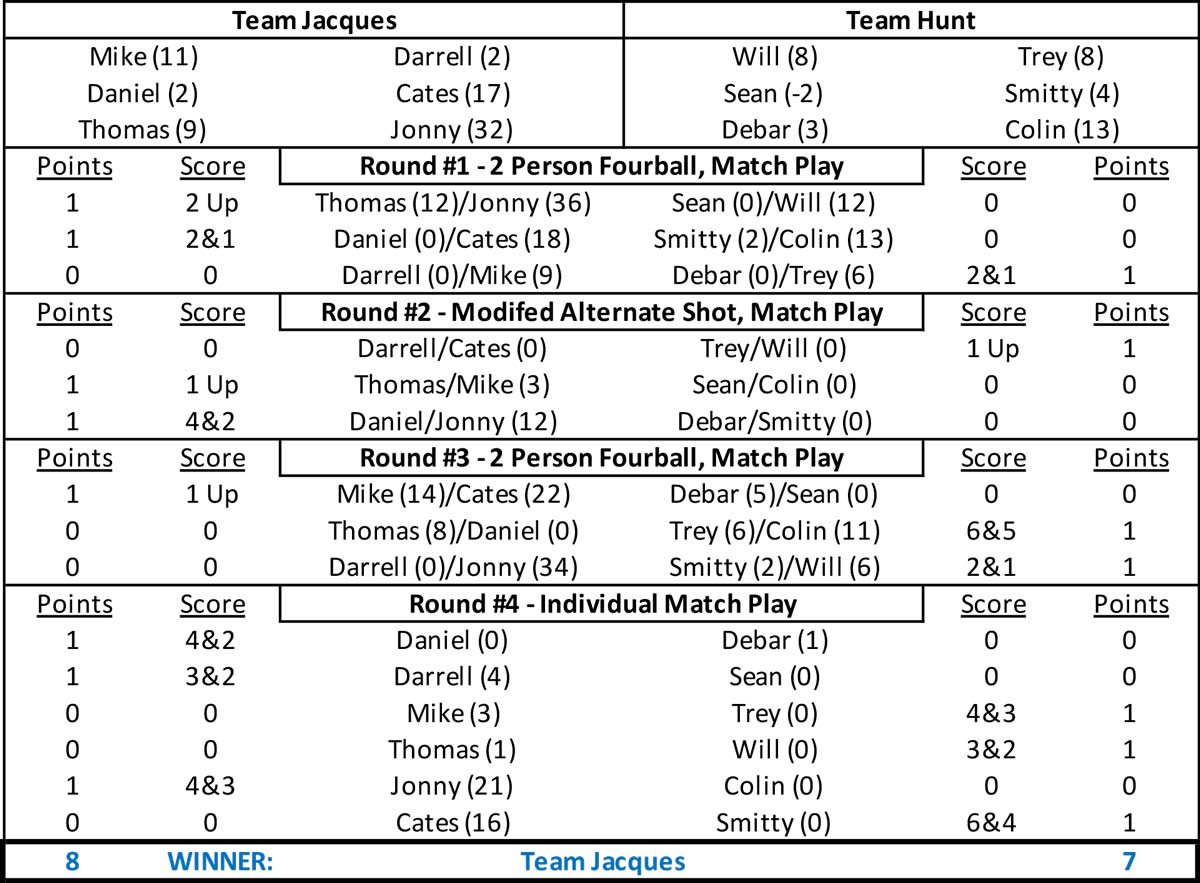 Team Jacques Team Hunt
Mike (11) Darrell (2) Will (8) Trey (8)
Daniel (2) Cates (17) Sean (-2) Smitty (4)
Thomas (9) Jonny (32) Debar (3) Colin (13)
Points Score Round #1 - 2 Person Fourball, Match Play Score Points
1 2 Up Thomas (12)/Jonny (36) Sean (0)/Will (12) 0 0
1 2&1 Daniel (0)/Cates (18) Smitty (2)/Colin (13) 0 0
0 0 Darrell (0)/Mike (9) Debar (0)/Trey (6) 2&1 1
Points Score Round #2 - Modifed Alternate Shot, Match Play Score Points
0 0 Darrell/Cates (0) Trey/Will (0) 1 Up 1
1 1 Up Thomas/Mike (3) Sean/Colin (0) 0 0
1 4&2 Daniel/Jonny (12) Debar/Smitty (0) 0 0
Points Score Round #3 - 2 Person Fourball, Match Play Score Points
1 1 Up Mike (14)/Cates (22) Debar (5)/Sean (0) 0 0
0 0 Thomas (8)/Daniel (0) Trey (6)/Colin (11) 6&5 1
0 0 Darrell (0)/Jonny (34) Smitty (2)/Will (6) 2&1 1
Points Score Round #4 - Individual Match Play Score Points
1 4&2 Daniel (0) Debar (1) 0 0
1 3&2 Darrell (4) Sean (0) 0 0
0 0 Mike (3) Trey (0) 4&3 1
0 0 Thomas (1) Will (0) 3&2 1
1 4&3 Jonny (21) Colin (0) 0 0
0 0 Cates (16) Smitty (0) 6&4 1
8 WINNER: Team Jacques 7